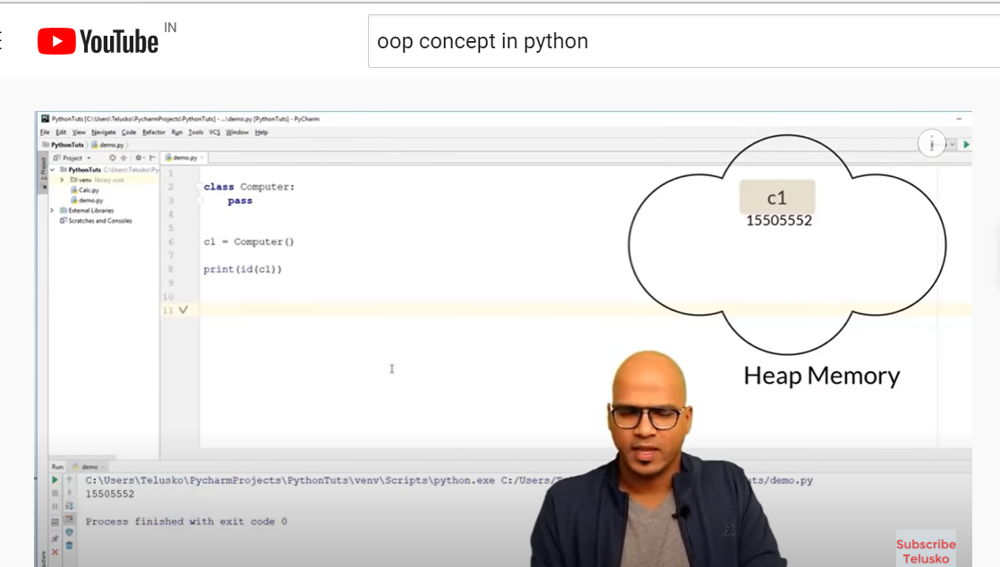 YouTube IN
oop concept in python
PythonTuts [C:\Users\Telusko\PycharmProjects\PythonTuts] - ...\demo.py [PythonTuts] - PyCharm
File Edit View Navigate Code Refactor Run Tools VCS Window Help
PythonTuts demo.py
1: Project
Project
demo.py
PythonTuts C:\Users\Telusko\Py
venv library root
Calc.py
demo.py
External Libraries
Scratches and Consoles
1
2 class Computer:
3 pass
4
5
6 c1 = Computer()
7
8 print(id(c1))
9
10
11
c1
15505552
Heap Memory
Run: demo
C:\Users\Telusko\PycharmProjects\PythonTuts\venv\Scripts\python.exe C:/Users/T
uts/demo.py
15505552
Process finished with exit code 0
Subscribe
Telusko